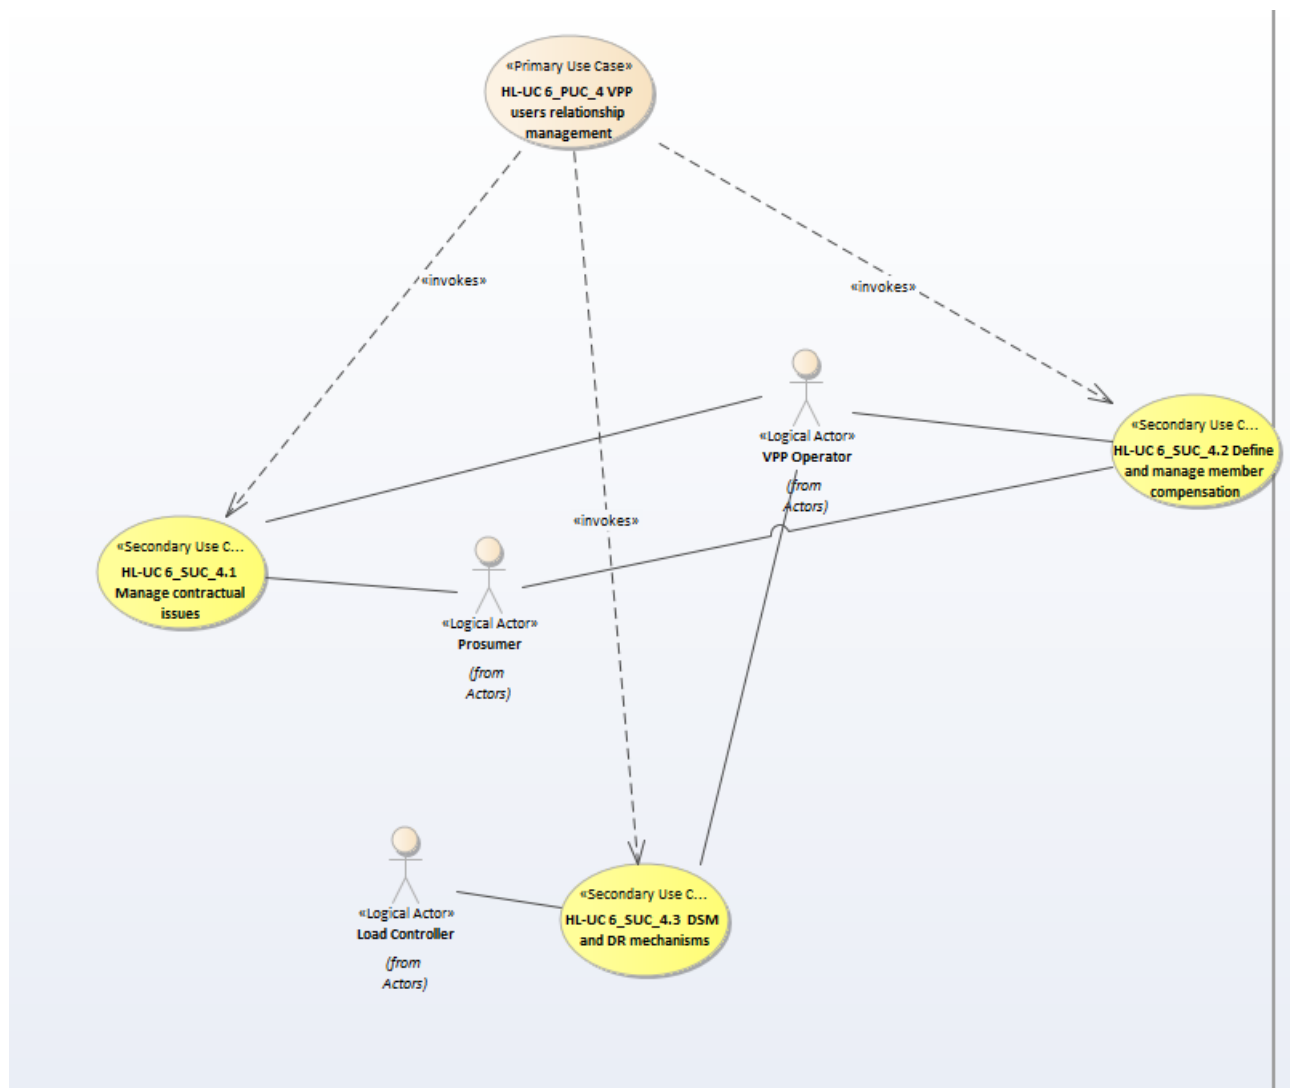 «Primary Use Case»
HL-UC 6_PUC_4 VPP
users relationship
management
«invokes»
«invokes»
«Logical Actor»
VPP Operator
(from
Actors)
«Secondary Use C...
HL-UC 6_SUC_4.2 Define
and manage member
compensation
«invokes»
«Secondary Use C...
HL-UC 6_SUC_4.1
Manage contractual
issues
«Logical Actor»
Prosumer
(from
Actors)
«Logical Actor»
Load Controller
(from
Actors)
«Secondary Use C...
HL-UC 6_SUC_4.3 DSM
and DR mechanisms